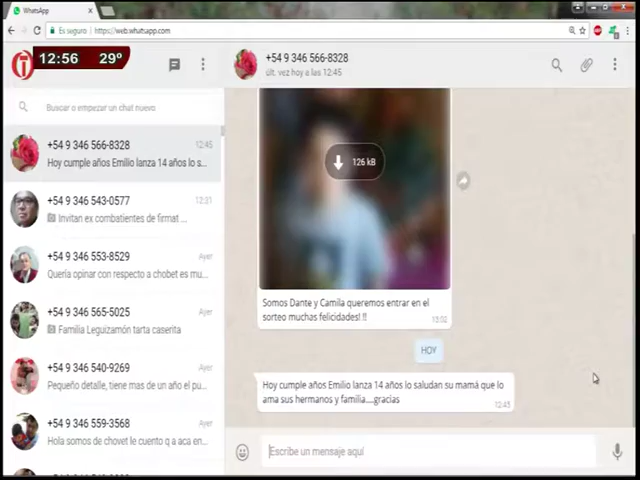 WhatsApp
Es seguro
https://web.whatsapp.com
12:56 29º
+54 9 346 566-8328
últ. vez hoy a las 12:45
Buscar o empezar un chat nuevo
+54 9 346 566-8328
12:45
Hoy cumple años Emilio lanza 14 años lo s...
+54 9 346 543-0577
12:31
Invitan ex combatientes de firmat ...
+54 9 346 553-8529
Ayer
Quería opinar con respecto a chobet es mu...
+54 9 346 565-5025
Ayer
Familia Leguizamón tarta caserita
+54 9 346 540-9269
Ayer
Pequeño detalle, tiene mas de un año el pu...
+54 9 346 559-3568
Ayer
Hola somos de chovet le cuento q a aca en...
126 kB
Somos Dante y Camila queremos entrar en el
sorteo muchas felicidades! !!
13:02
HOY
Hoy cumple años Emilio lanza 14 años lo saludan su mamá que lo
ama sus hermanos y familia....gracias
12:45
Escribe un mensaje aquí